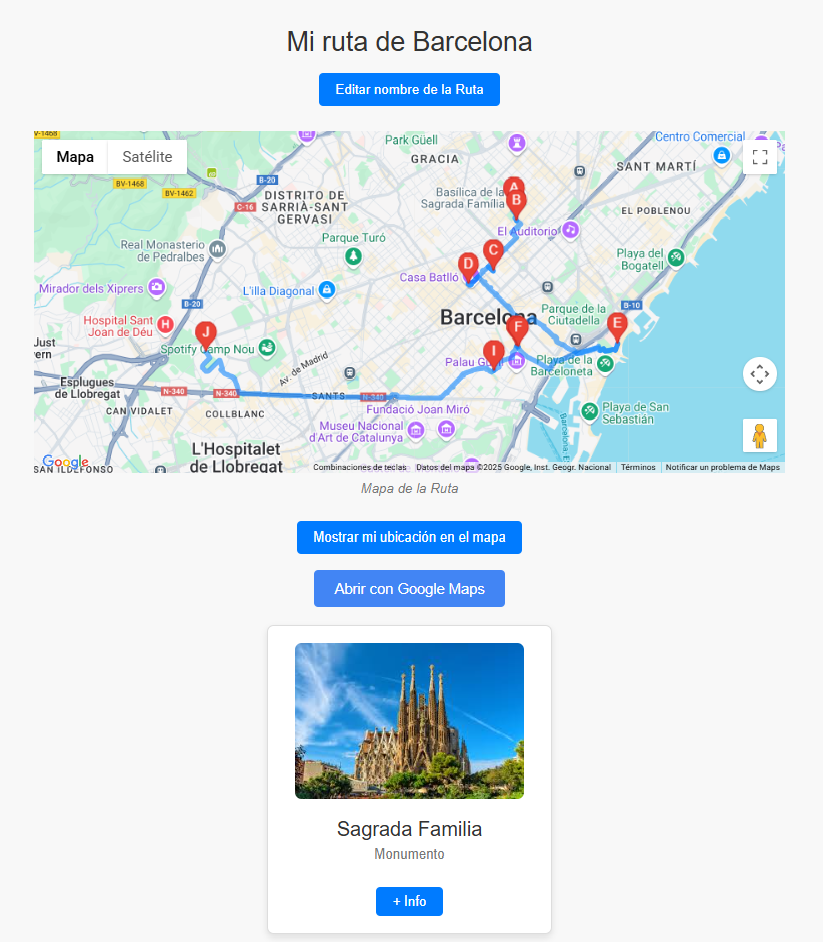 Mi ruta de Barcelona
Editar nombre de la Ruta
V-1468
Mapa
Satélite
BV-1468
BV-1462
B-20
C-16
DISTRITO DE
SARRIÀ-SANT
GERVASI
Park Güell
GRACIA
Centro Comercial
SANT MARTÍ
Basílica de la
Sagrada Família
A
B
EL POBLENOU
El Auditorio
Real Monasterio
de Pedralbes
Parque Turó
C
D
Casa Batlló
Playa del
Bogatell
Mirador dels Xiprers
L'illa Diagonal
B-20
B-10
Parque de la
Ciutadella
Barcelona
E
F
Hospital Sant
Joan de Déu
H
J
Spotify Camp Nou
I
Palau G
Playa de la
Barceloneta
Av. de Madrid
Esplugues
de Llobregat
N-340
N-340
SANTS
N-340
CAN VIDALET
COLLBLANC
Fundació Joan Miró
Museu Nacional
d'Art de Catalunya
Playa de San
Sebastián
L'Hospitalet
de Llobregat
SAN ILDEFONSO
Google
Combinaciones de teclas
Datos del mapa ©2025 Google, Inst. Geogr. Nacional
Términos
Notificar un problema de Maps
Mapa de la Ruta
Mostrar mi ubicación en el mapa
Abrir con Google Maps
Sagrada Familia
Monumento
+ Info